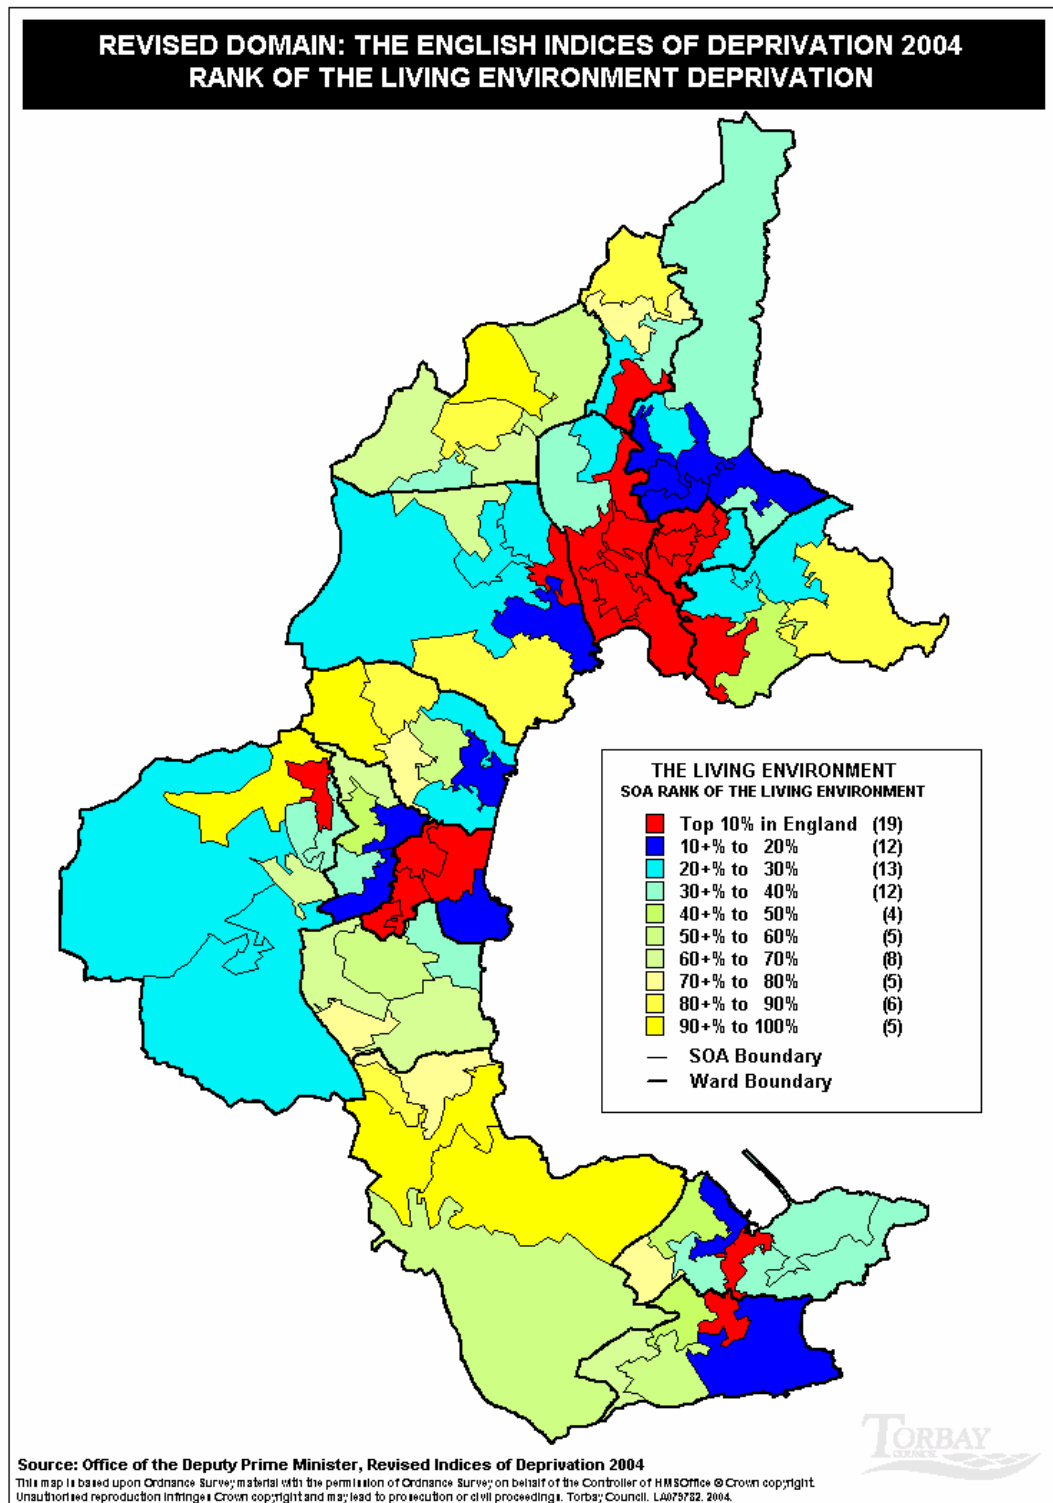 REVISED DOMAIN: THE ENGLISH INDICES OF DEPRIVATION 2004
RANK OF THE LIVING ENVIRONMENT DEPRIVATION
THE LIVING ENVIRONMENT
SOA RANK OF THE LIVING ENVIRONMENT
Top 10% in England (19)
10+% to 20% (12)
20+% to 30% (13)
30+% to 40% (12)
40+% to 50% (4)
50+% to 60% (5)
60+% to 70% (8)
70+% to 80% (5)
80+% to 90% (6)
90+% to 100% (5)
SOA Boundary
Ward Boundary
TORBAY
COUNCIL
Source: Office of the Deputy Prime Minister, Revised Indices of Deprivation 2004
This map is based upon Ordnance Survey material with the permission of Ordnance Survey on behalf of the Controller of HMSOffice © Crown copyright.
Unauthorised reproduction infringes Crown copyright and may lead to prosecution or civil proceedings. Torbay Council. LA079782. 2004.